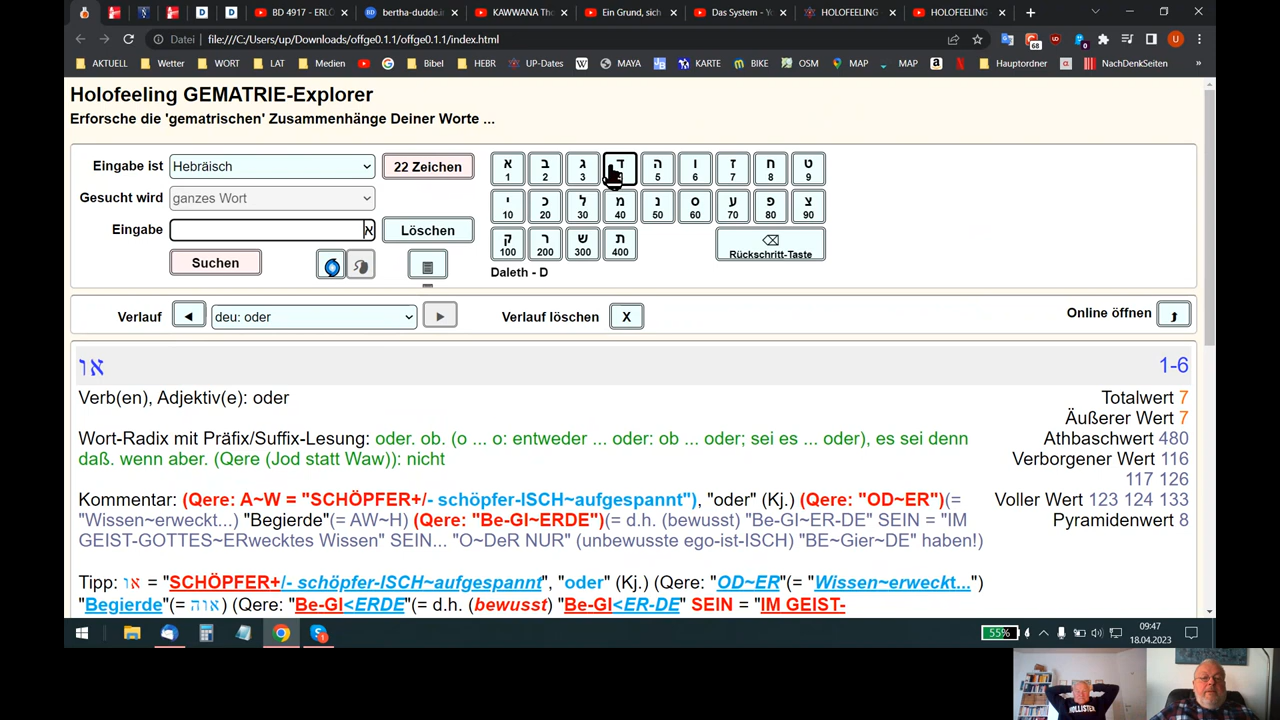 BD 4917 - ERLÖ
bertha-dudde.i
KAWWANA Tho
Ein Grund, sich
Das System - Yo
HOLOFEELING
HOLOFEELING
Datei
file:///C:/Users/up/Downloads/offge0.1.1/offge0.1.1/index.html
68
0
U
AKTUELL
Wetter
WORT
LAT
Medien
Bibel
HEBR
UP-Dates
MAYA
KARTE
BIKE
OSM
MAP
MAP
Hauptordner
NachDenkSeiten
Holofeeling GEMATRIE-Explorer
Erforsche die 'gematrischen' Zusammenhänge Deiner Worte ...
Eingabe ist Hebräisch 22 Zeichen
Gesucht wird ganzes Wort
Eingabe א Löschen
Suchen
א ב ג ד ה ו ז ח ט
1 2 3 5 6 7 8 9
י כ ל מ נ ס ע פ צ
10 20 30 40 50 60 70 80 90
ק ר ש ת
100 200 300 400 Rückschritt-Taste
Daleth - D
Verlauf deu: oder Verlauf löschen X Online öffnen
או 1-6
Verb(en), Adjektiv(e): oder
Totalwert 7
Äußerer Wert 7
Athbaschwert 480
Verborgener Wert 116
117 126
Voller Wert 123 124 133
Pyramidenwert 8
Wort-Radix mit Präfix/Suffix-Lesung: oder. ob. (o ... o: entweder ... oder: ob ... oder; sei es ... oder), es sei denn
daß. wenn aber. (Qere (Jod statt Waw)): nicht
Kommentar: (Qere: A~W = "SCHÖPFER+/- schöpfer-ISCH~aufgespannt"), "oder" (Kj.) (Qere: "OD~ER")(=
"Wissen~erweckt...) "Begierde"(= AW~H) (Qere: "Be-GI~ERDE")(= d.h. (bewusst) "Be-GI~ER-DE" SEIN = "IM
GEIST-GOTTES~ERwecktes Wissen" SEIN... "O~DeR NUR" (unbewusste ego-ist-ISCH) "BE~Gier~DE" haben!)
Tipp: או = "SCHÖPFER+/- schöpfer-ISCH~aufgespannt", "oder" (Kj.) (Qere: "OD~ER"(= "Wissen~erweckt...")
"Begierde"(= אוה) (Qere: "Be-GI<ERDE"(= d.h. (bewusst) "Be-GI<ER-DE" SEIN = "IM GEIST-
55%
09:47
18.04.2023
HOLLISTER